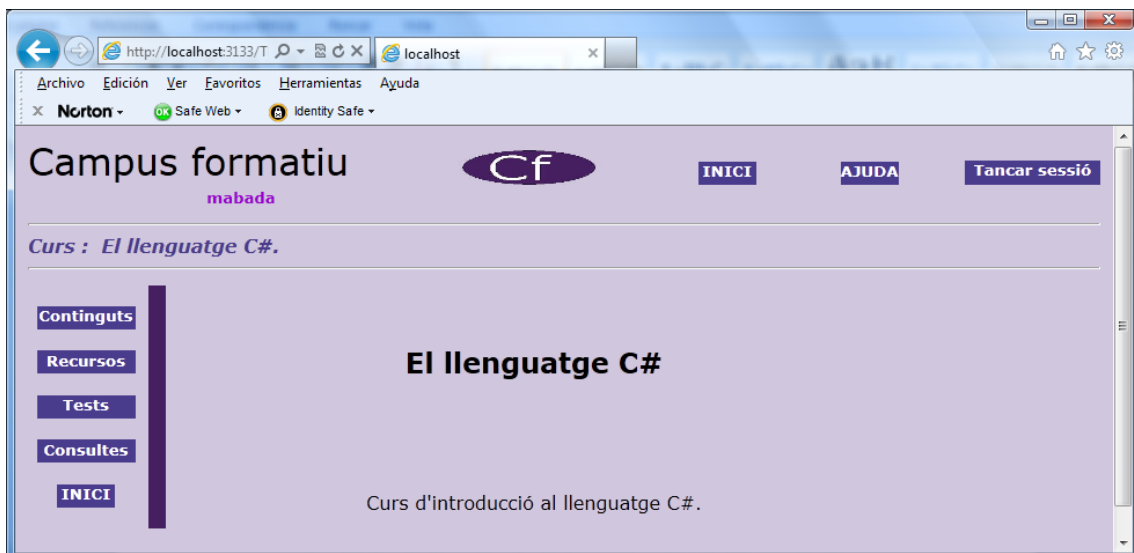 http://localhost:3133/T
localhost
Archivo Edición Ver Favoritos Herramientas Ayuda
x Norton OK Safe Web Identity Safe
Campus formatiu
Cf
INICI
AJUDA
Tancar sessió
mabada
Curs : El llenguatge C#.
Continguts
Recursos
Tests
Consultes
INICI
El llenguatge C#
Curs d'introducció al llenguatge C#.